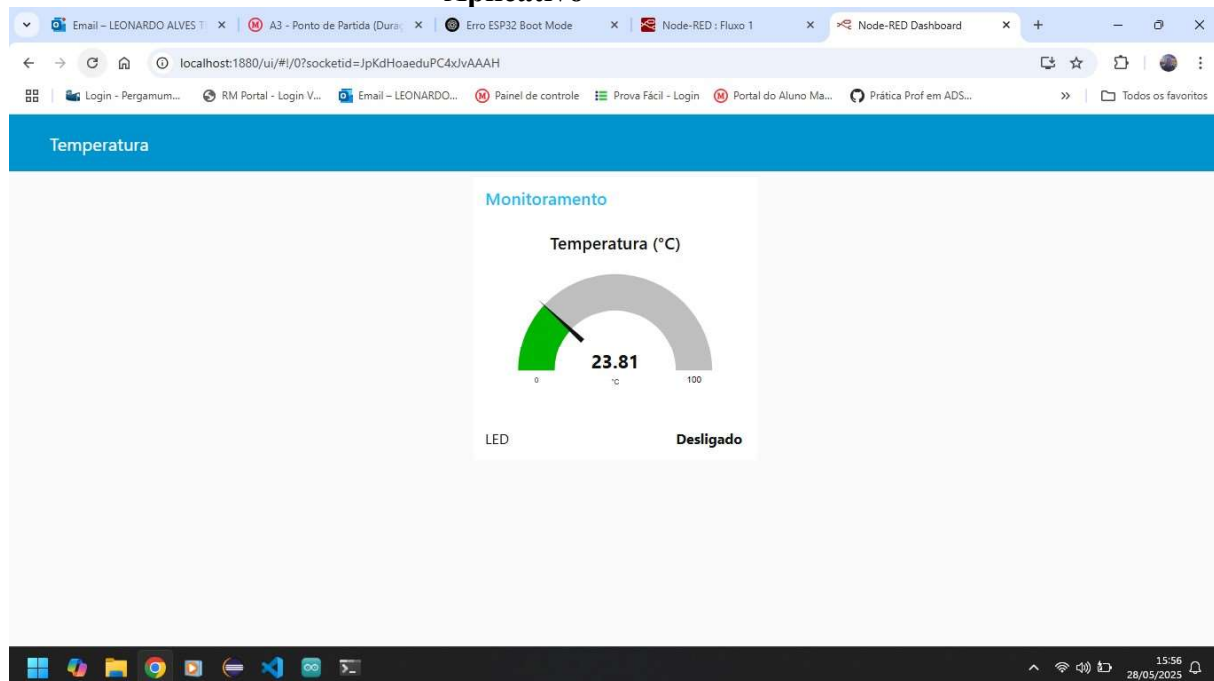 Aplicativo
Email – LEONARDO ALVES T
A3 - Ponto de Partida (Dura
Erro ESP32 Boot Mode
Node-RED : Fluxo 1
Node-RED Dashboard
localhost:1880/ui/#!/0?socketid=JpKdHoaeduPC4xJvAAAH
Login - Pergamum...
RM Portal - Login V...
Email – LEONARDO...
Painel de controle
Prova Fácil - Login
Portal do Aluno Ma...
Prática Prof em ADS...
Todos os favoritos
Temperatura
Monitoramento
Temperatura (°C)
23.81
0 °C 100
LED Desligado
15:56
28/05/2025